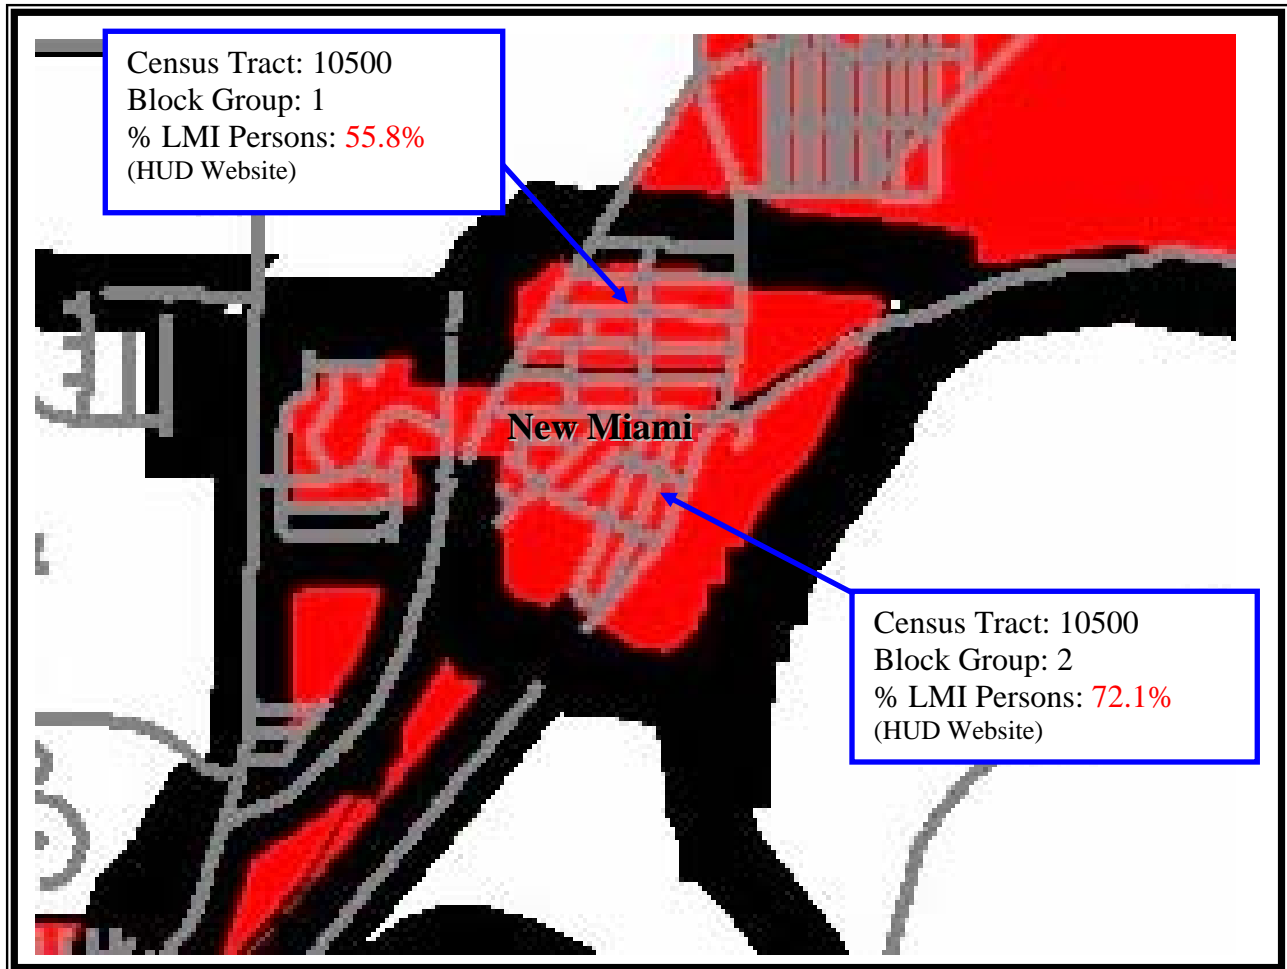 Census Tract: 10500
Block Group: 1
% LMI Persons: 55.8%
(HUD Website)
New Miami
Census Tract: 10500
Block Group: 2
% LMI Persons: 72.1%
(HUD Website)